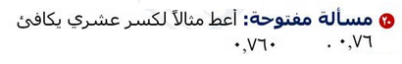 ٢٠ مسألة مفتوحة: أعط مثالاً لكسر عشري يكافئ
٠,٧٦ . ٠,٧٦٠